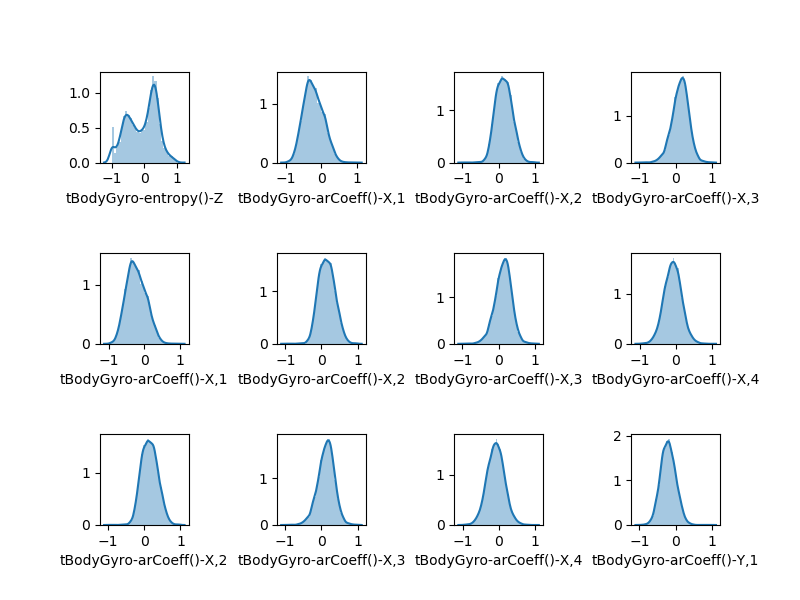 1.0
0.5
0.0
−1 0 1
tBodyGyro-entropy()-Z
1
0
−1 0 1
tBodyGyro-arCoeff()-X,1
1
0
−1 0 1
tBodyGyro-arCoeff()-X,2
1
0
−1 0 1
tBodyGyro-arCoeff()-X,3
1
0
−1 0 1
tBodyGyro-arCoeff()-X,1
1
0
−1 0 1
tBodyGyro-arCoeff()-X,2
1
0
−1 0 1
tBodyGyro-arCoeff()-X,3
1
0
−1 0 1
tBodyGyro-arCoeff()-X,4
1
0
−1 0 1
tBodyGyro-arCoeff()-X,2
1
0
−1 0 1
tBodyGyro-arCoeff()-X,3
1
0
−1 0 1
tBodyGyro-arCoeff()-X,4
2
1
0
−1 0 1
tBodyGyro-arCoeff()-Y,1